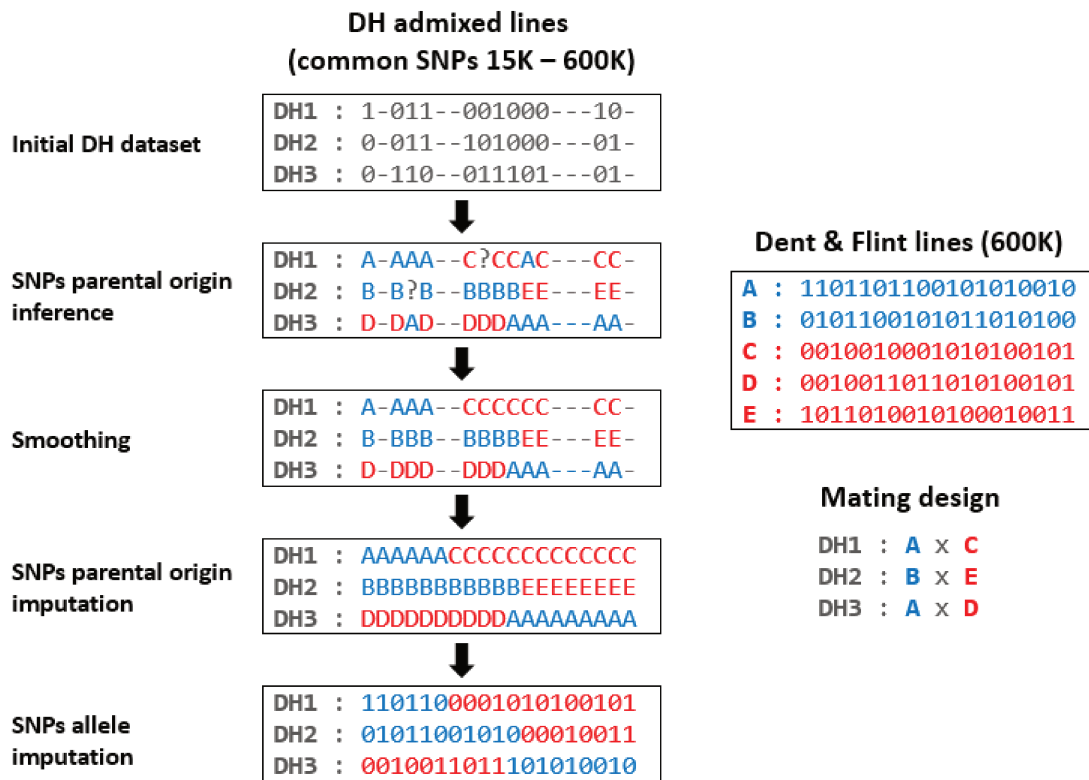 DH admixed lines
(common SNPs 15K – 600K)
Initial DH dataset
DH1 : 1-011--001000---10-
DH2 : 0-011--101000---01-
DH3 : 0-110--011101---01-
SNPs parental origin
inference
DH1 : A-AAA--C?CCAC---CC-
DH2 : B-B?B--BBBBEE---EE-
DH3 : D-DAD--DDDAAA---AA-
Smoothing
DH1 : A-AAA--CCCCCC---CC-
DH2 : B-BBB--BBBBEE---EE-
DH3 : D-DDD--DDDAAA---AA-
SNPs parental origin
imputation
DH1 : AAAAAACCCCCCCCCCCCC
DH2 : BBBBBBBBBBBEEEEEEEE
DH3 : DDDDDDDDDDAAAAAAAAA
SNPs allele
imputation
DH1 : 1101100001010100101
DH2 : 0101100101000010011
DH3 : 0010011011101010010
Dent & Flint lines (600K)
A : 1101101100101010010
B : 0101100101011010100
C : 0010010001010100101
D : 0010011011010100101
E : 1011010010100010011
Mating design
DH1 : A x C
DH2 : B x E
DH3 : A x D